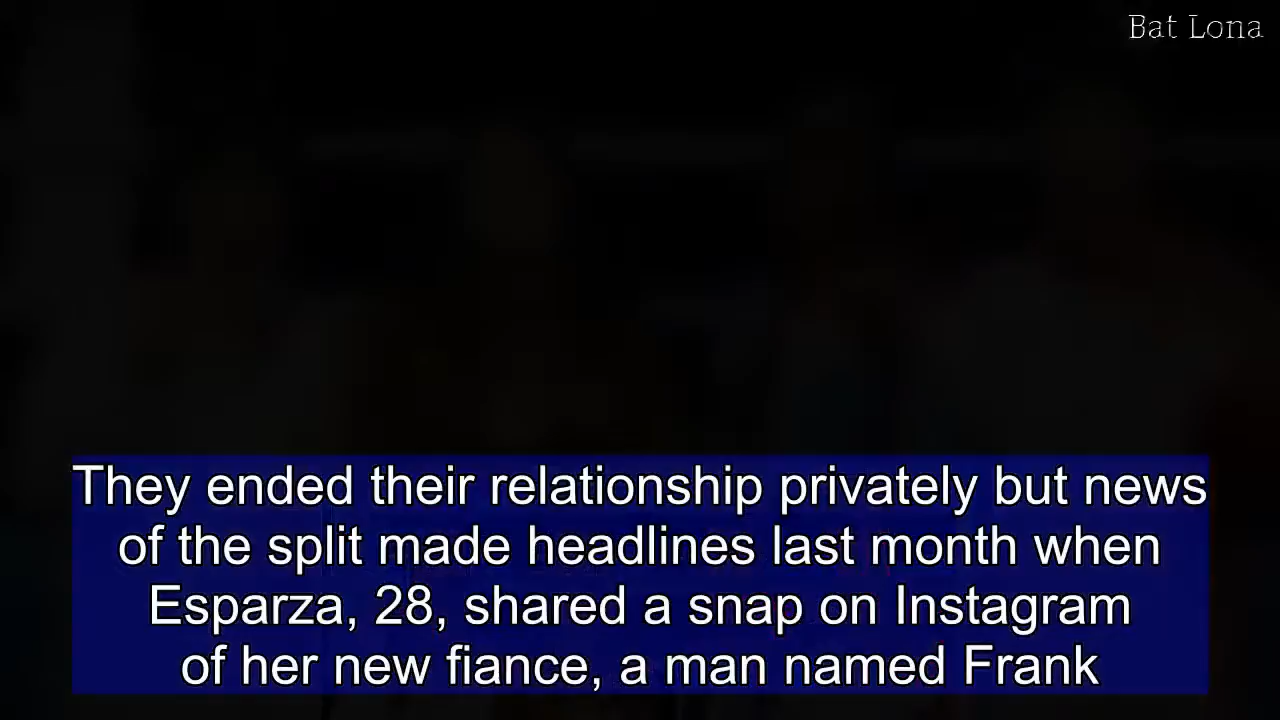 Bat Lona
They ended their relationship privately but news
of the split made headlines last month when
Esparza, 28, shared a snap on Instagram
of her new fiance, a man named Frank